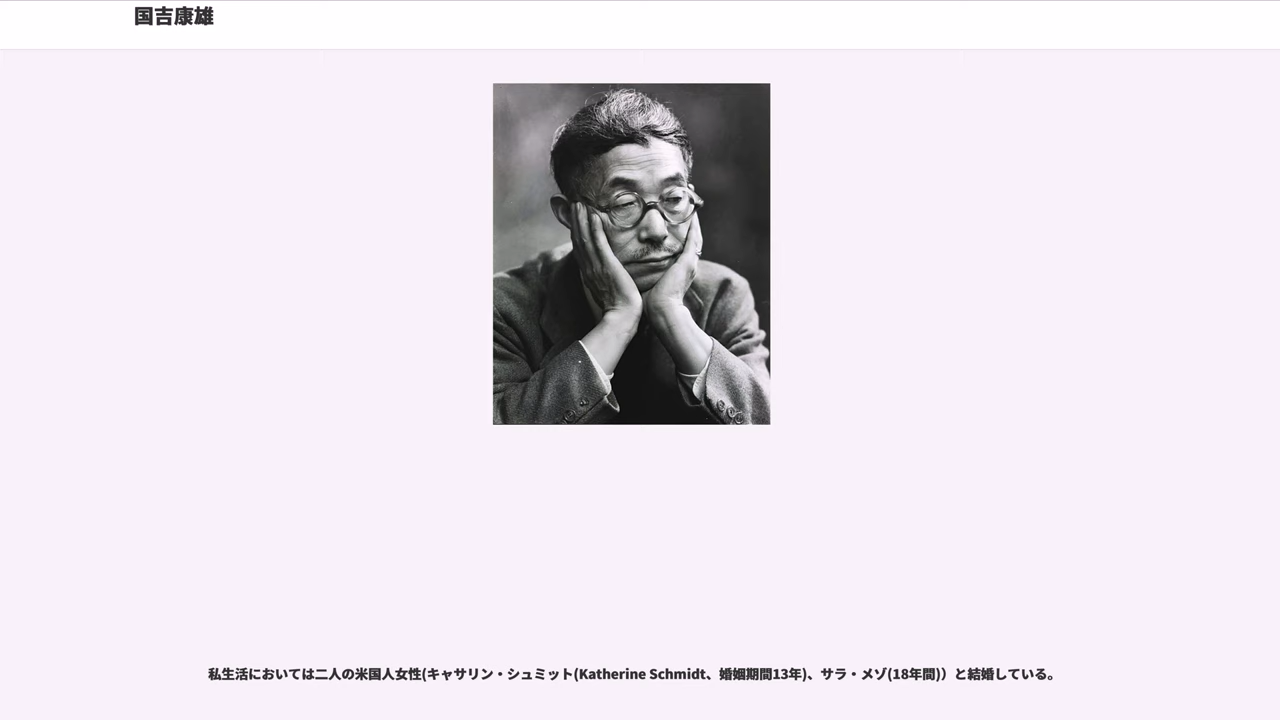 国吉康雄
私生活においては二人の米国人女性(キャサリン・シュミット(Katherine Schmidt、婚姻期間13年)、サラ・メゾ(18年間)）と結婚している。